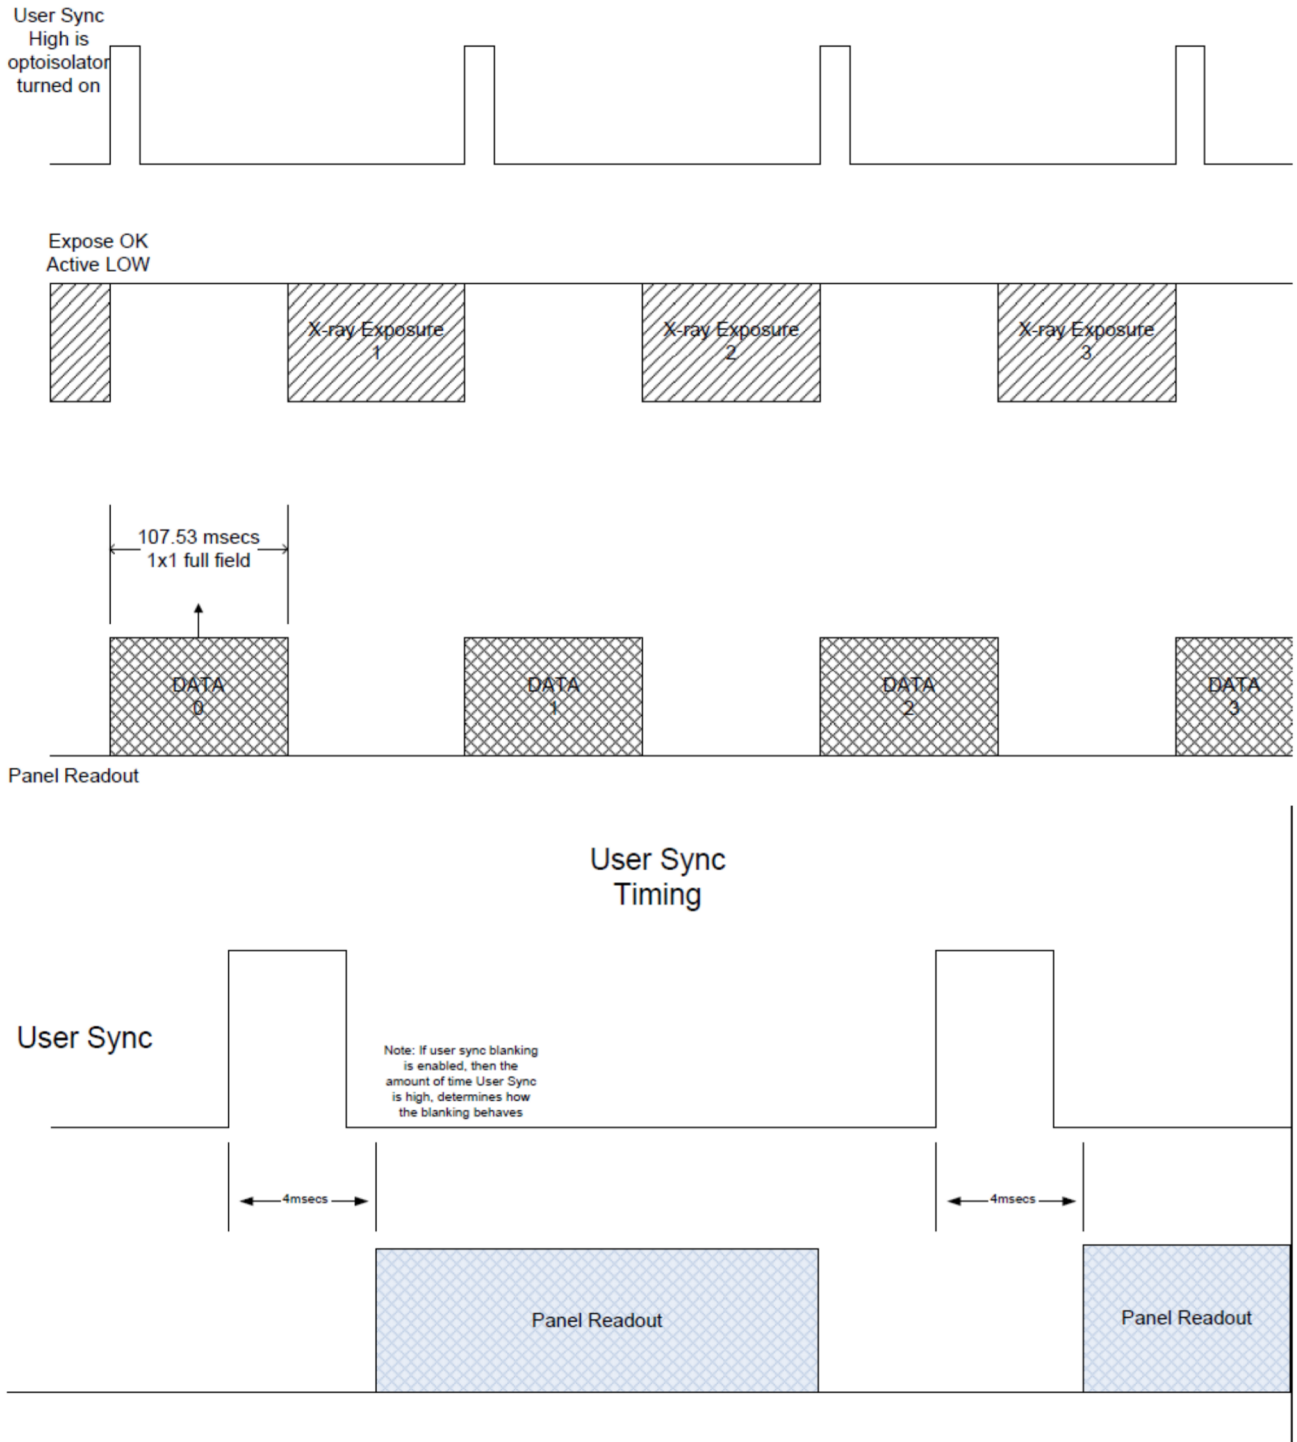 User Sync
High is
optoisolator
turned on
Expose OK
Active LOW
X-ray Exposure
1
X-ray Exposure
2
X-ray Exposure
3
107.53 msecs
1x1 full field
DATA
0
DATA
1
DATA
2
DATA
3
Panel Readout
User Sync
Timing
User Sync
Note: If user sync blanking
is enabled, then the
amount of time User Sync
is high, determines how
the blanking behaves
4msecs
4msecs
Panel Readout
Panel Readout